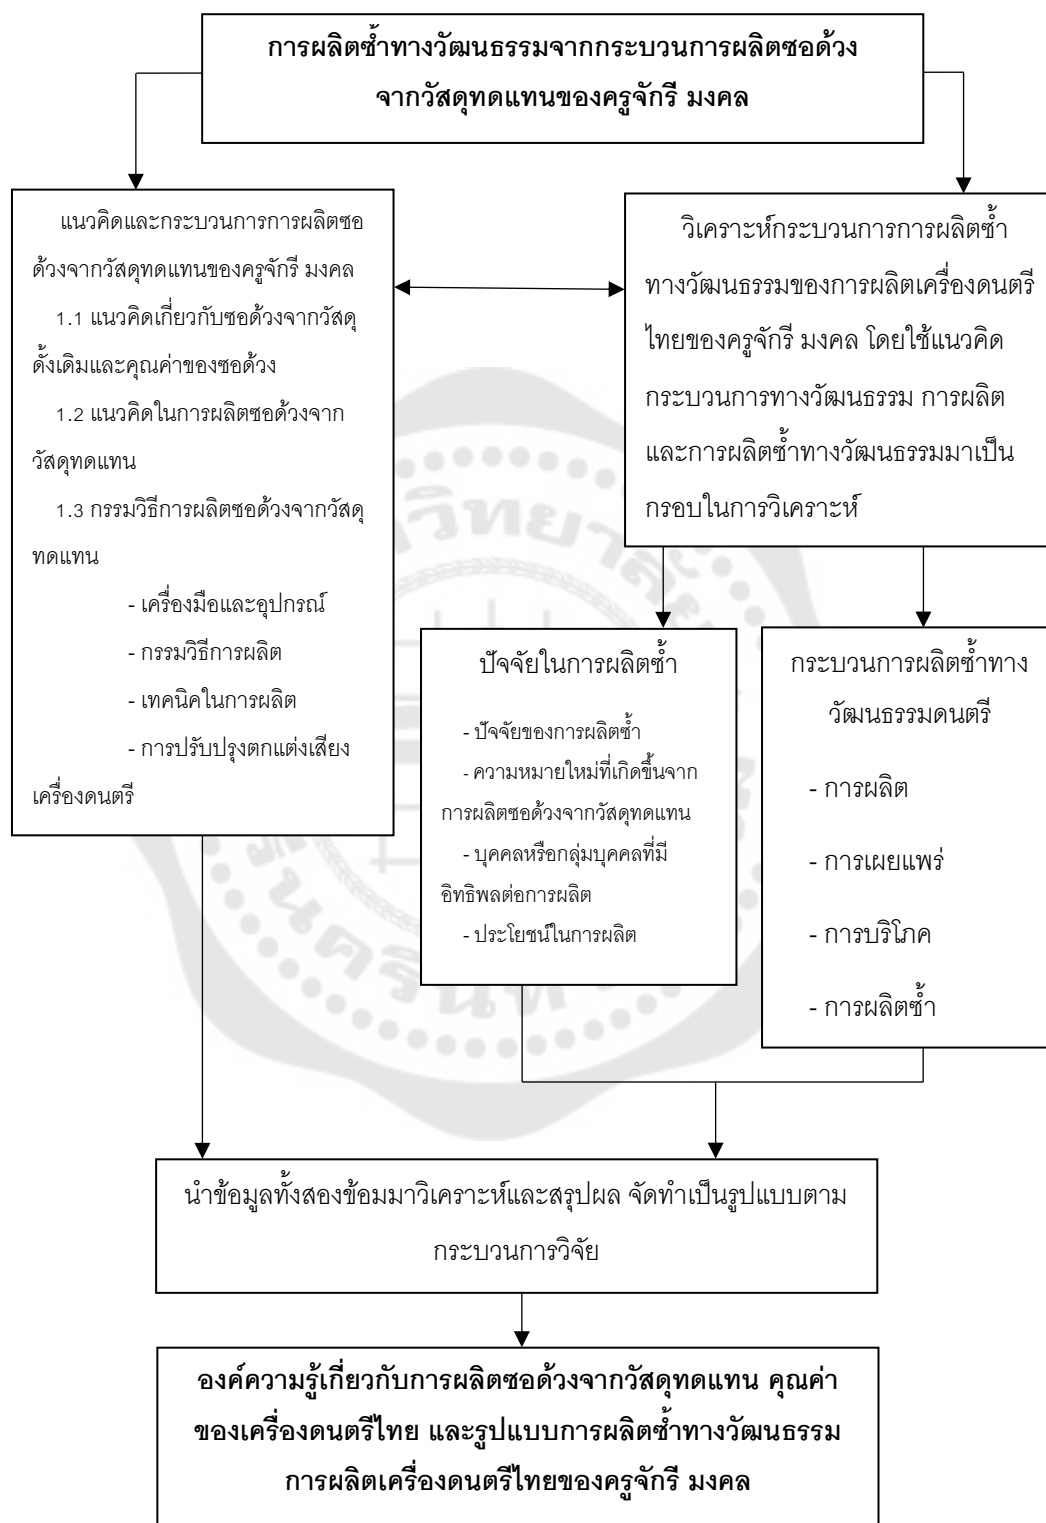 การผลิตซ้ำทางวัฒนธรรมจากกระบวนการผลิตซอด้วง
จากวัสดุทดแทนของครูจักรี มงคล
แนวคิดและกระบวนการการผลิตซอ
ด้วงจากวัสดุทดแทนของครูจักรี มงคล
1.1 แนวคิดเกี่ยวกับซอด้วงจากวัสดุ
ดั้งเดิมและคุณค่าของซอด้วง
1.2 แนวคิดในการผลิตซอด้วงจาก
วัสดุทดแทน
1.3 กรรมวิธีการผลิตซอด้วงจากวัสดุ
ทดแทน
- เครื่องมือและอุปกรณ์
- กรรมวิธีการผลิต
- เทคนิคในการผลิต
- การปรับปรุงตกแต่งเสียง
เครื่องดนตรี
วิเคราะห์กระบวนการการผลิตซ้ำ
ทางวัฒนธรรมของการผลิตเครื่องดนตรี
ไทยของครูจักรี มงคล โดยใช้แนวคิด
กระบวนการทางวัฒนธรรม การผลิต
และการผลิตซ้ำทางวัฒนธรรมมาเป็น
กรอบในการวิเคราะห์
ปัจจัยในการผลิตซ้ำ
- ปัจจัยของการผลิตซ้ำ
- ความหมายใหม่ที่เกิดขึ้นจาก
การผลิตซอด้วงจากวัสดุทดแทน
- บุคคลหรือกลุ่มบุคคลที่มี
อิทธิพลต่อการผลิต
- ประโยชน์ในการผลิต
กระบวนการผลิตซ้ำทาง
วัฒนธรรมดนตรี
- การผลิต
- การเผยแพร่
- การบริโภค
- การผลิตซ้ำ
นำข้อมูลทั้งสองข้อมมาวิเคราะห์และสรุปผล จัดทำเป็นรูปแบบตาม
กระบวนการวิจัย
องค์ความรู้เกี่ยวกับการผลิตซอด้วงจากวัสดุทดแทน คุณค่า
ของเครื่องดนตรีไทย และรูปแบบการผลิตซ้ำทางวัฒนธรรม
การผลิตเครื่องดนตรีไทยของครูจักรี มงคล